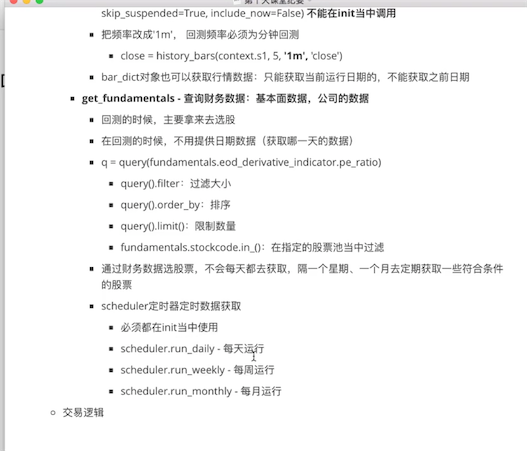 第十天课堂纪要
skip_suspended=True, include_now=False) 不能在init当中调用
把频率改成'1m'， 回测频率必须为分钟回测
close = history_bars(context.s1, 5, '1m', 'close')
bar_dict对象也可以获取行情数据：只能获取当前运行日期的，不能获取之前日期
get_fundamentals - 查询财务数据：基本面数据，公司的数据
回测的时候，主要拿来去选股
在回测的时候，不用提供日期数据（获取哪一天的数据）
q = query(fundamentals.eod_derivative_indicator.pe_ratio)
query().filter：过滤大小
query().order_by：排序
query().limit()：限制数量
fundamentals.stockcode.in_()：在指定的股票池当中过滤
通过财务数据选股票，不会每天都去获取，隔一个星期、一个月去定期获取一些符合条件
的股票
scheduler定时器定时数据获取
必须都在init当中使用
scheduler.run_daily - 每天运行
scheduler.run_weekly - 每周运行
scheduler.run_monthly - 每月运行
交易逻辑